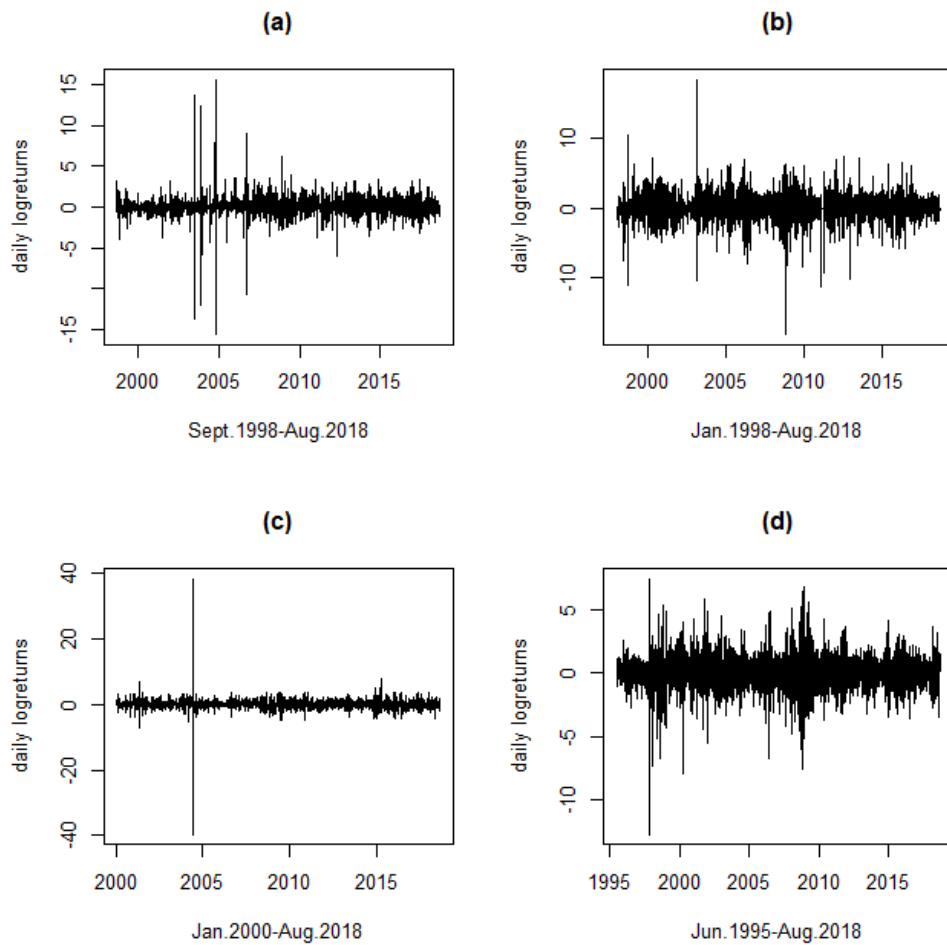 (a)
daily logreturns
15
10
5
0
-5
-15
2000 2005 2010 2015
Sept.1998-Aug.2018
(b)
daily logreturns
10
0
-10
2000 2005 2010 2015
Jan.1998-Aug.2018
(c)
daily logreturns
40
20
0
-20
-40
2000 2005 2010 2015
Jan.2000-Aug.2018
(d)
daily logreturns
5
0
-5
-10
1995 2000 2005 2010 2015
Jun.1995-Aug.2018